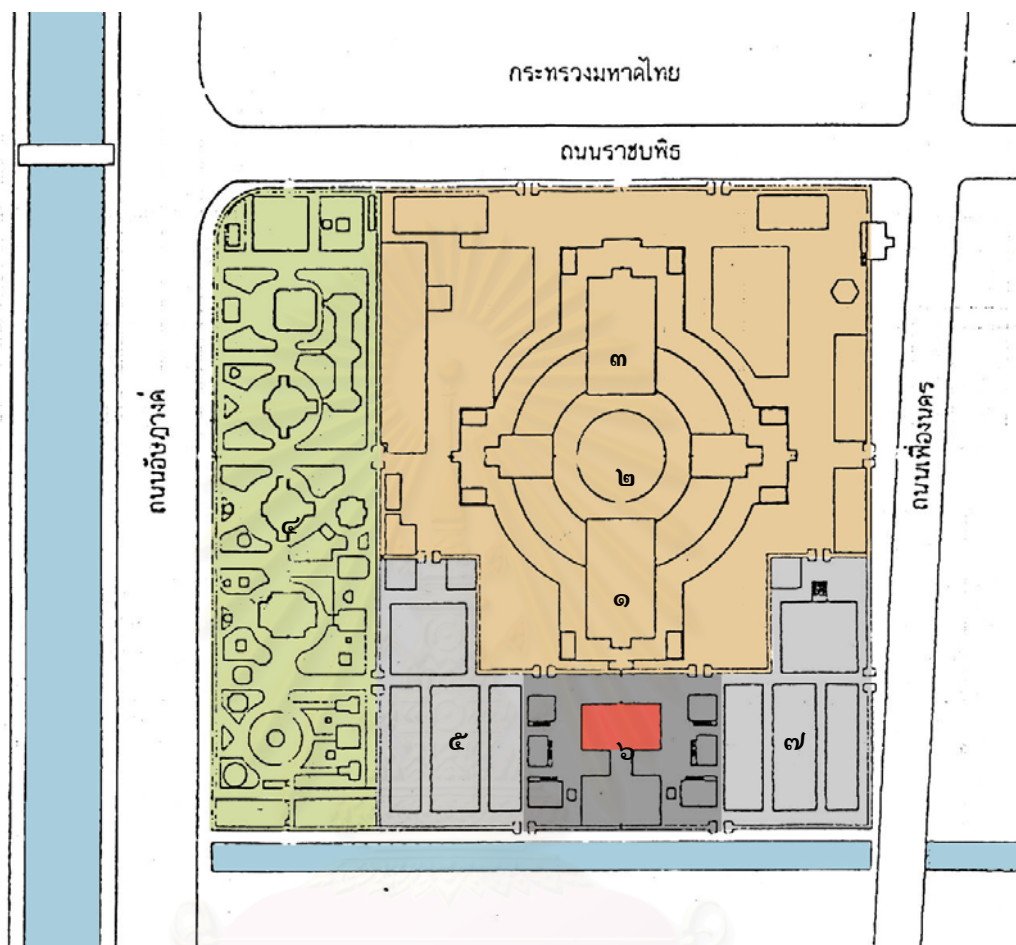 กระทรวงมหาดไทย
ถนนราชบพิธ
ถนนอัษฎางค์
ถนนเฟื่องนคร
๓
๒
๔
๑
๕
๖
๗